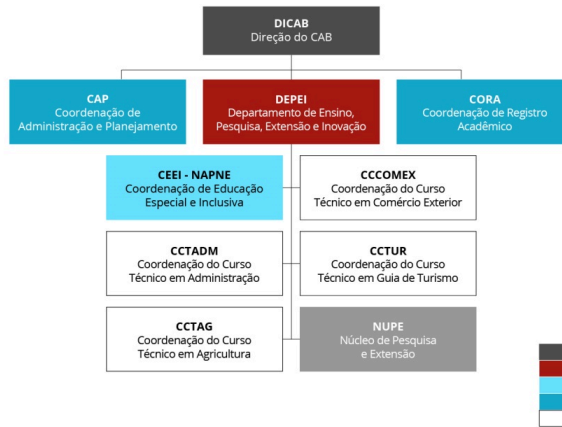 DICAB
Direção do CAB
CAP
Coordenação de
Administração e Planejamento
DEPEI
Departamento de Ensino,
Pesquisa, Extensão e Inovação
CORA
Coordenação de Registro
Acadêmico
CEEI - NAPNE
Coordenação de Educação
Especial e Inclusiva
CCCOMEX
Coordenação do Curso
Técnico em Comércio Exterior
CCTADM
Coordenação do Curso
Técnico em Administração
CCTUR
Coordenação do Curso
Técnico em Guia de Turismo
CCTAG
Coordenação do Curso
Técnico em Agricultura
NUPE
Núcleo de Pesquisa
e Extensão